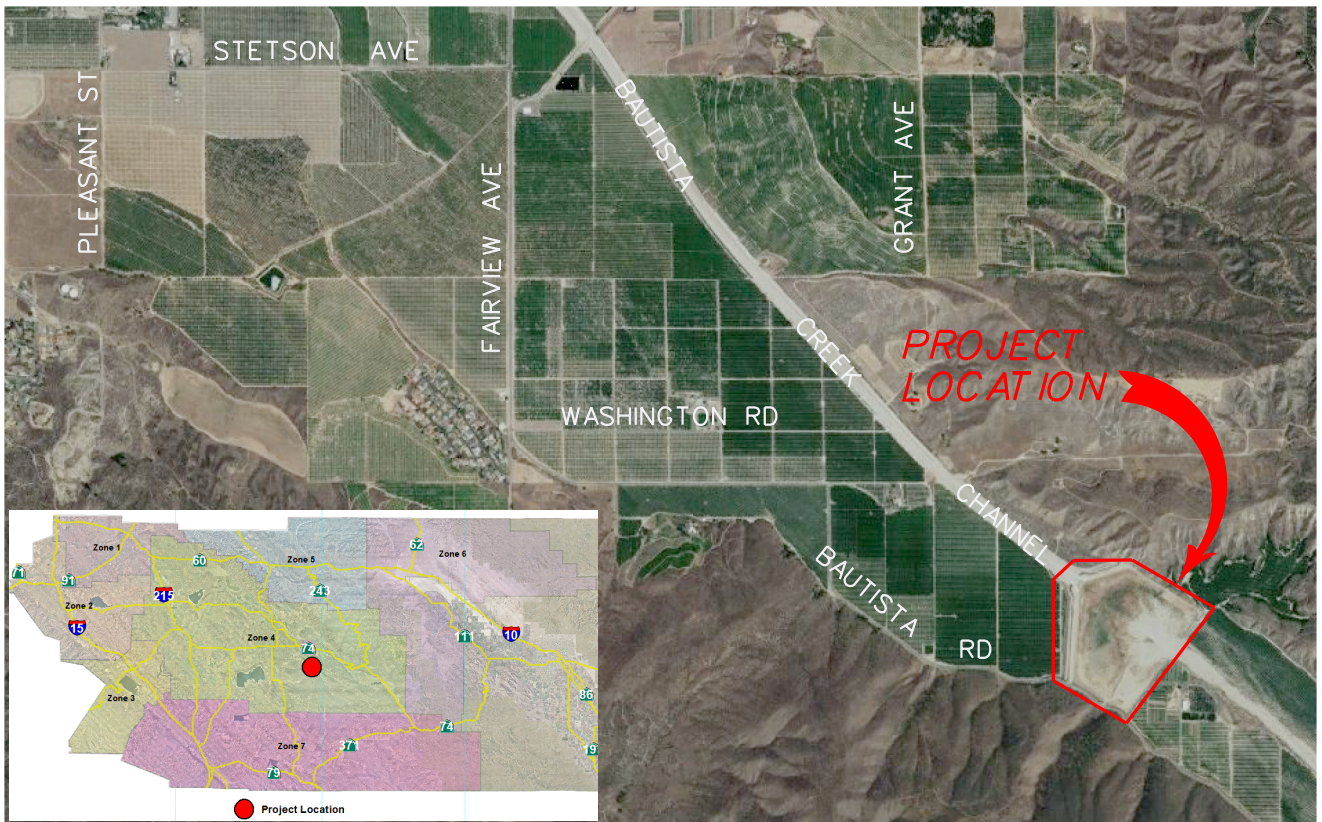 STETSON AVE
PLEASANT ST
FAIRVIEW AVE
BAUTISTA CREEK CHANNEL
GRANT AVE
WASHINGTON RD
BAUTISTA RD
PROJECT
LOCATION
Zone 1
Zone 2
Zone 3
Zone 4
Zone 5
Zone 6
Zone 7
71
91
60
215
15
243
62
74
111
10
86
74
371
79
Project Location